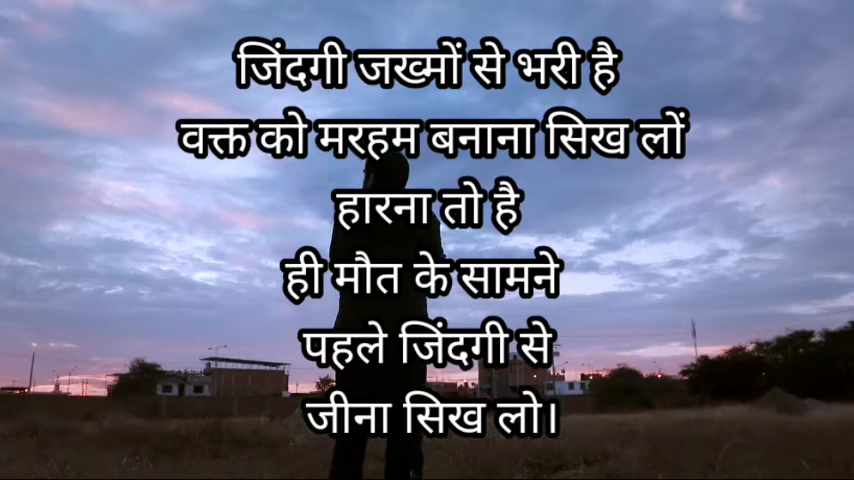 जिंदगी जख्मों से भरी है
वक्त को मरहम बनाना सिख लों
हारना तो है
ही मौत के सामने
पहले जिंदगी से
जीना सिख लो।